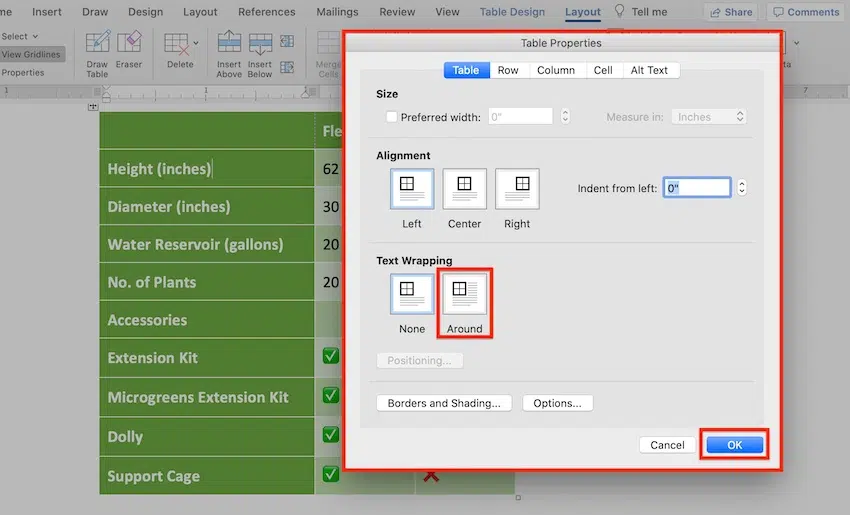 me Insert Draw Design Layout References Mailings Review View Table Design Layout Tell me Share Comments
Select
View Gridlines
Properties
Draw Table
Eraser
Delete
Insert Above
Insert Below
Merge Cells
Table Properties
Table Row Column Cell Alt Text
Size
Preferred width: 0" Measure in: Inches
Alignment
Left Center Right
Indent from left: 0"
Text Wrapping
None Around
Positioning...
Borders and Shading... Options...
Cancel OK
1 1 7
Fle
Height (inches) 62
Diameter (inches) 30
Water Reservoir (gallons) 20
No. of Plants 20
Accessories
Extension Kit
Microgreens Extension Kit
Dolly
Support Cage